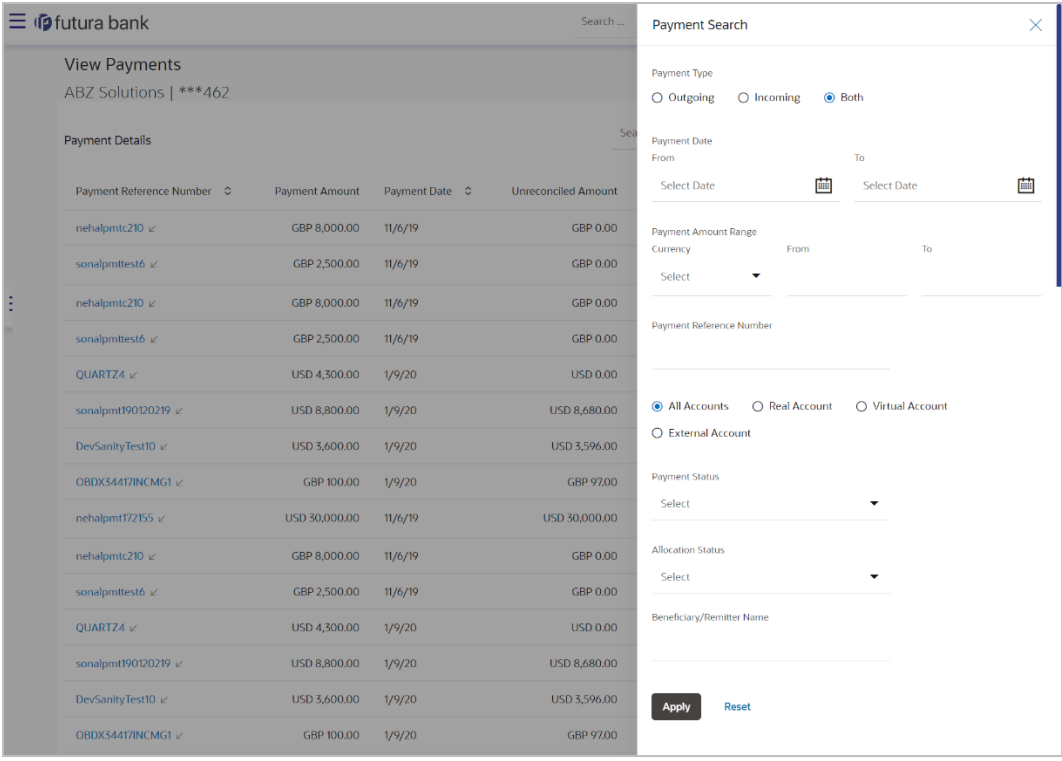 futura bank
Search ...
View Payments
ABZ Solutions | ***462
Payment Details
Sea
Payment Reference Number Payment Amount Payment Date Unreconciled Amount
nehalpmtc210 GBP 8,000.00 11/6/19 GBP 0.00
sonalpmttest6 GBP 2,500.00 11/6/19 GBP 0.00
nehalpmtc210 GBP 8,000.00 11/6/19 GBP 0.00
sonalpmttest6 GBP 2,500.00 11/6/19 GBP 0.00
QUARTZ4 USD 4,300.00 1/9/20 USD 0.00
sonalpmt190120219 USD 8,800.00 1/9/20 USD 8,680.00
DevSanityTest10 USD 3,600.00 1/9/20 USD 3,596.00
OBDX34417INCMG1 GBP 100.00 1/9/20 GBP 97.00
nehalpmt172155 USD 30,000.00 11/6/19 USD 30,000.00
nehalpmtc210 GBP 8,000.00 11/6/19 GBP 0.00
sonalpmttest6 GBP 2,500.00 11/6/19 GBP 0.00
QUARTZ4 USD 4,300.00 1/9/20 USD 0.00
sonalpmt190120219 USD 8,800.00 1/9/20 USD 8,680.00
DevSanityTest10 USD 3,600.00 1/9/20 USD 3,596.00
OBDX34417INCMG1 GBP 100.00 1/9/20 GBP 97.00
Payment Search
Payment Type
Outgoing Incoming Both
Payment Date
From To
Select Date Select Date
Payment Amount Range
Currency From To
Select
Payment Reference Number
All Accounts Real Account Virtual Account
External Account
Payment Status
Select
Allocation Status
Select
Beneficiary/Remitter Name
Apply Reset